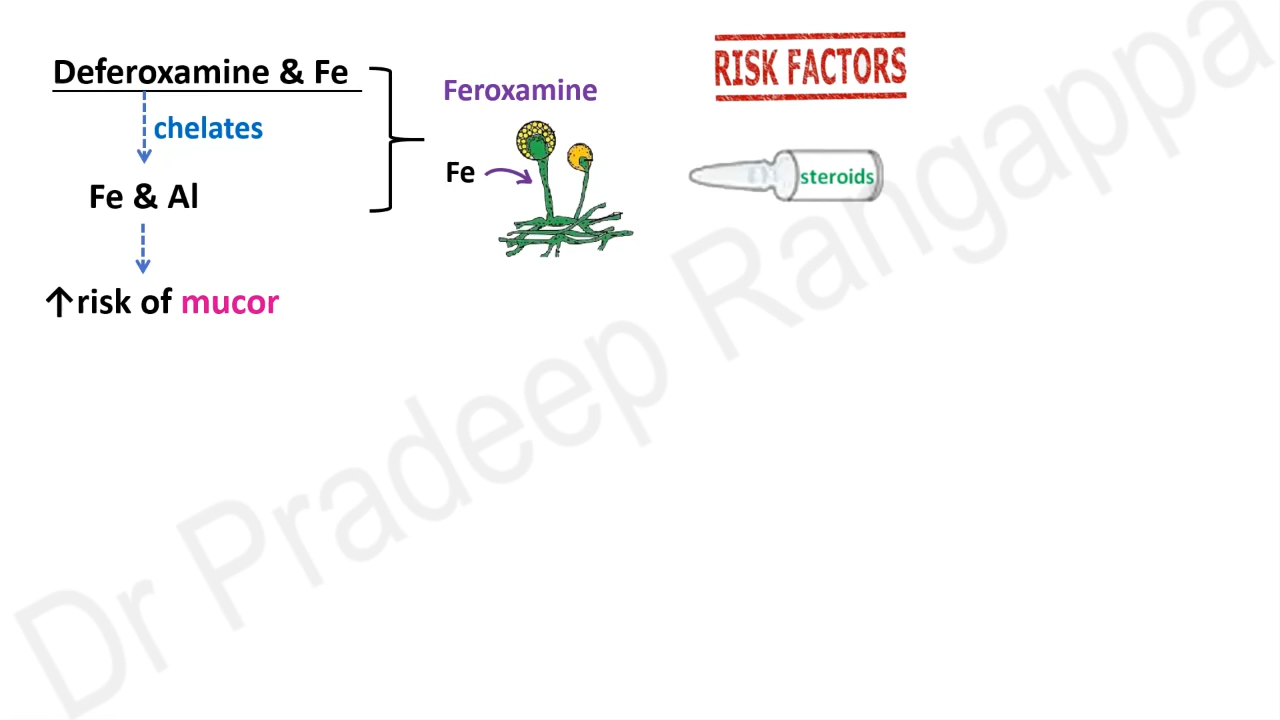 Deferoxamine & Fe
chelates
Fe & Al
↑risk of mucor
Feroxamine
Fe
RISK FACTORS
steroids
Dr Pradeep Rangappa